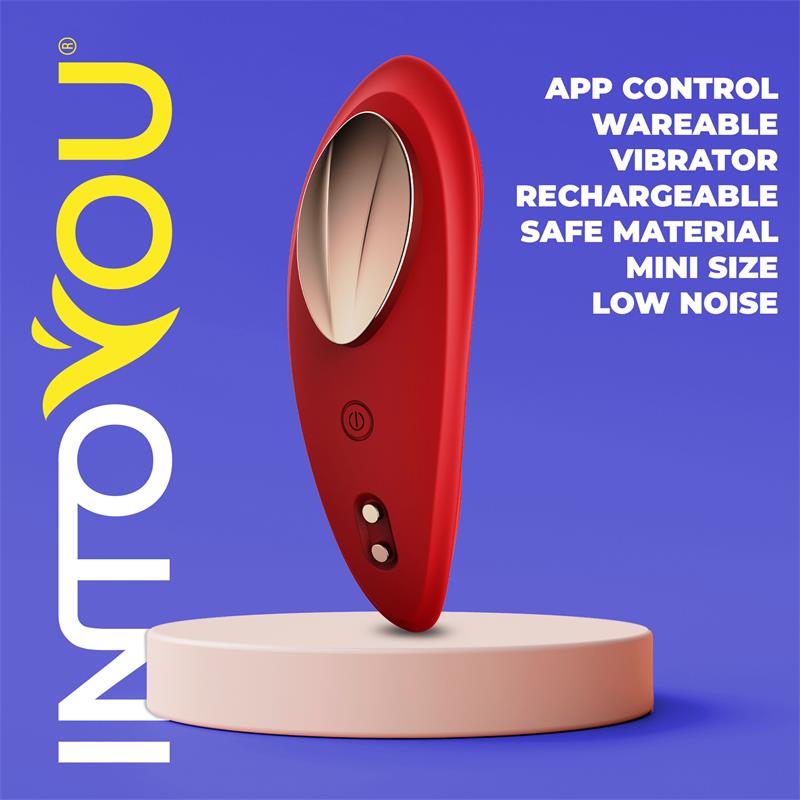 INTOYOU®
APP CONTROL
WAREABLE
VIBRATOR
RECHARGEABLE
SAFE MATERIAL
MINI SIZE
LOW NOISE